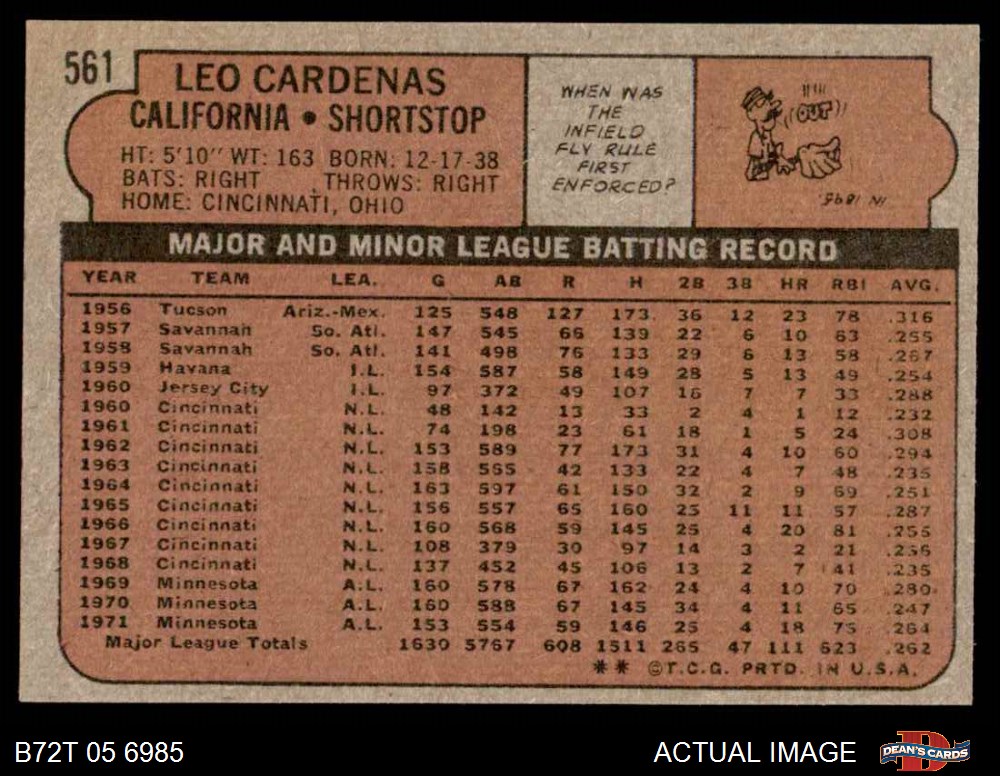 561
LEO CARDENAS
CALIFORNIA • SHORTSTOP
HT: 5'10" WT: 163 BORN: 12-17-38
BATS: RIGHT THROWS: RIGHT
HOME: CINCINNATI, OHIO
WHEN WAS
THE
INFIELD
FLY RULE
FIRST
ENFORCED?
OUT
IN 1895.
MAJOR AND MINOR LEAGUE BATTING RECORD
YEAR TEAM LEA. G AB R H 2B 3B HR RBI AVG.
1956 Tucson Ariz.-Mex. 125 548 127 173 36 12 23 78 .316
1957 Savannah So. Atl. 147 545 66 139 22 6 10 63 .255
1958 Savannah So. Atl. 141 498 76 133 29 6 13 58 .267
1959 Havana I.L. 154 587 58 149 28 5 13 49 .254
1960 Jersey City I.L. 97 372 49 107 16 7 7 33 .288
1960 Cincinnati N.L. 48 142 13 33 2 4 1 12 .232
1961 Cincinnati N.L. 74 198 23 61 18 1 5 24 .308
1962 Cincinnati N.L. 153 589 77 173 31 4 10 60 .294
1963 Cincinnati N.L. 158 565 42 133 22 4 7 48 .235
1964 Cincinnati N.L. 163 597 61 150 32 2 9 69 .251
1965 Cincinnati N.L. 156 557 65 160 25 11 11 57 .287
1966 Cincinnati N.L. 160 568 59 145 25 4 20 81 .255
1967 Cincinnati N.L. 108 379 30 97 14 3 2 21 .256
1968 Cincinnati N.L. 137 452 45 106 13 2 7 41 .235
1969 Minnesota A.L. 160 578 67 162 24 4 10 70 .280
1970 Minnesota A.L. 160 588 67 145 34 4 11 65 .247
1971 Minnesota A.L. 153 554 59 146 25 4 18 75 .264
Major League Totals 1630 5767 608 1511 265 47 111 623 .262
** ©T.C.G. PRTD. IN U.S.A.
B72T 05 6985
ACTUAL IMAGE
D
DEAN'S CARDS